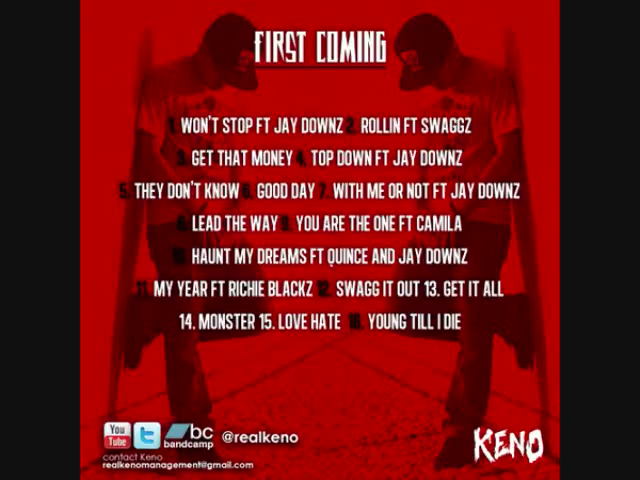 FIRST COMING
1. WON'T STOP FT JAY DOWNZ 2. ROLLIN FT SWAGGZ
3. GET THAT MONEY 4. TOP DOWN FT JAY DOWNZ
5. THEY DON'T KNOW 6. GOOD DAY 7. WITH ME OR NOT FT JAY DOWNZ
8. LEAD THE WAY 9. YOU ARE THE ONE FT CAMILA
10. HAUNT MY DREAMS FT QUINCE AND JAY DOWNZ
11. MY YEAR FT RICHIE BLACKZ 12. SWAGG IT OUT 13. GET IT ALL
14. MONSTER 15. LOVE HATE 16. YOUNG TILL I DIE
You Tube t bc bandcamp @realkeno
contact Keno
realkenomanagement@gmail.com
KENO